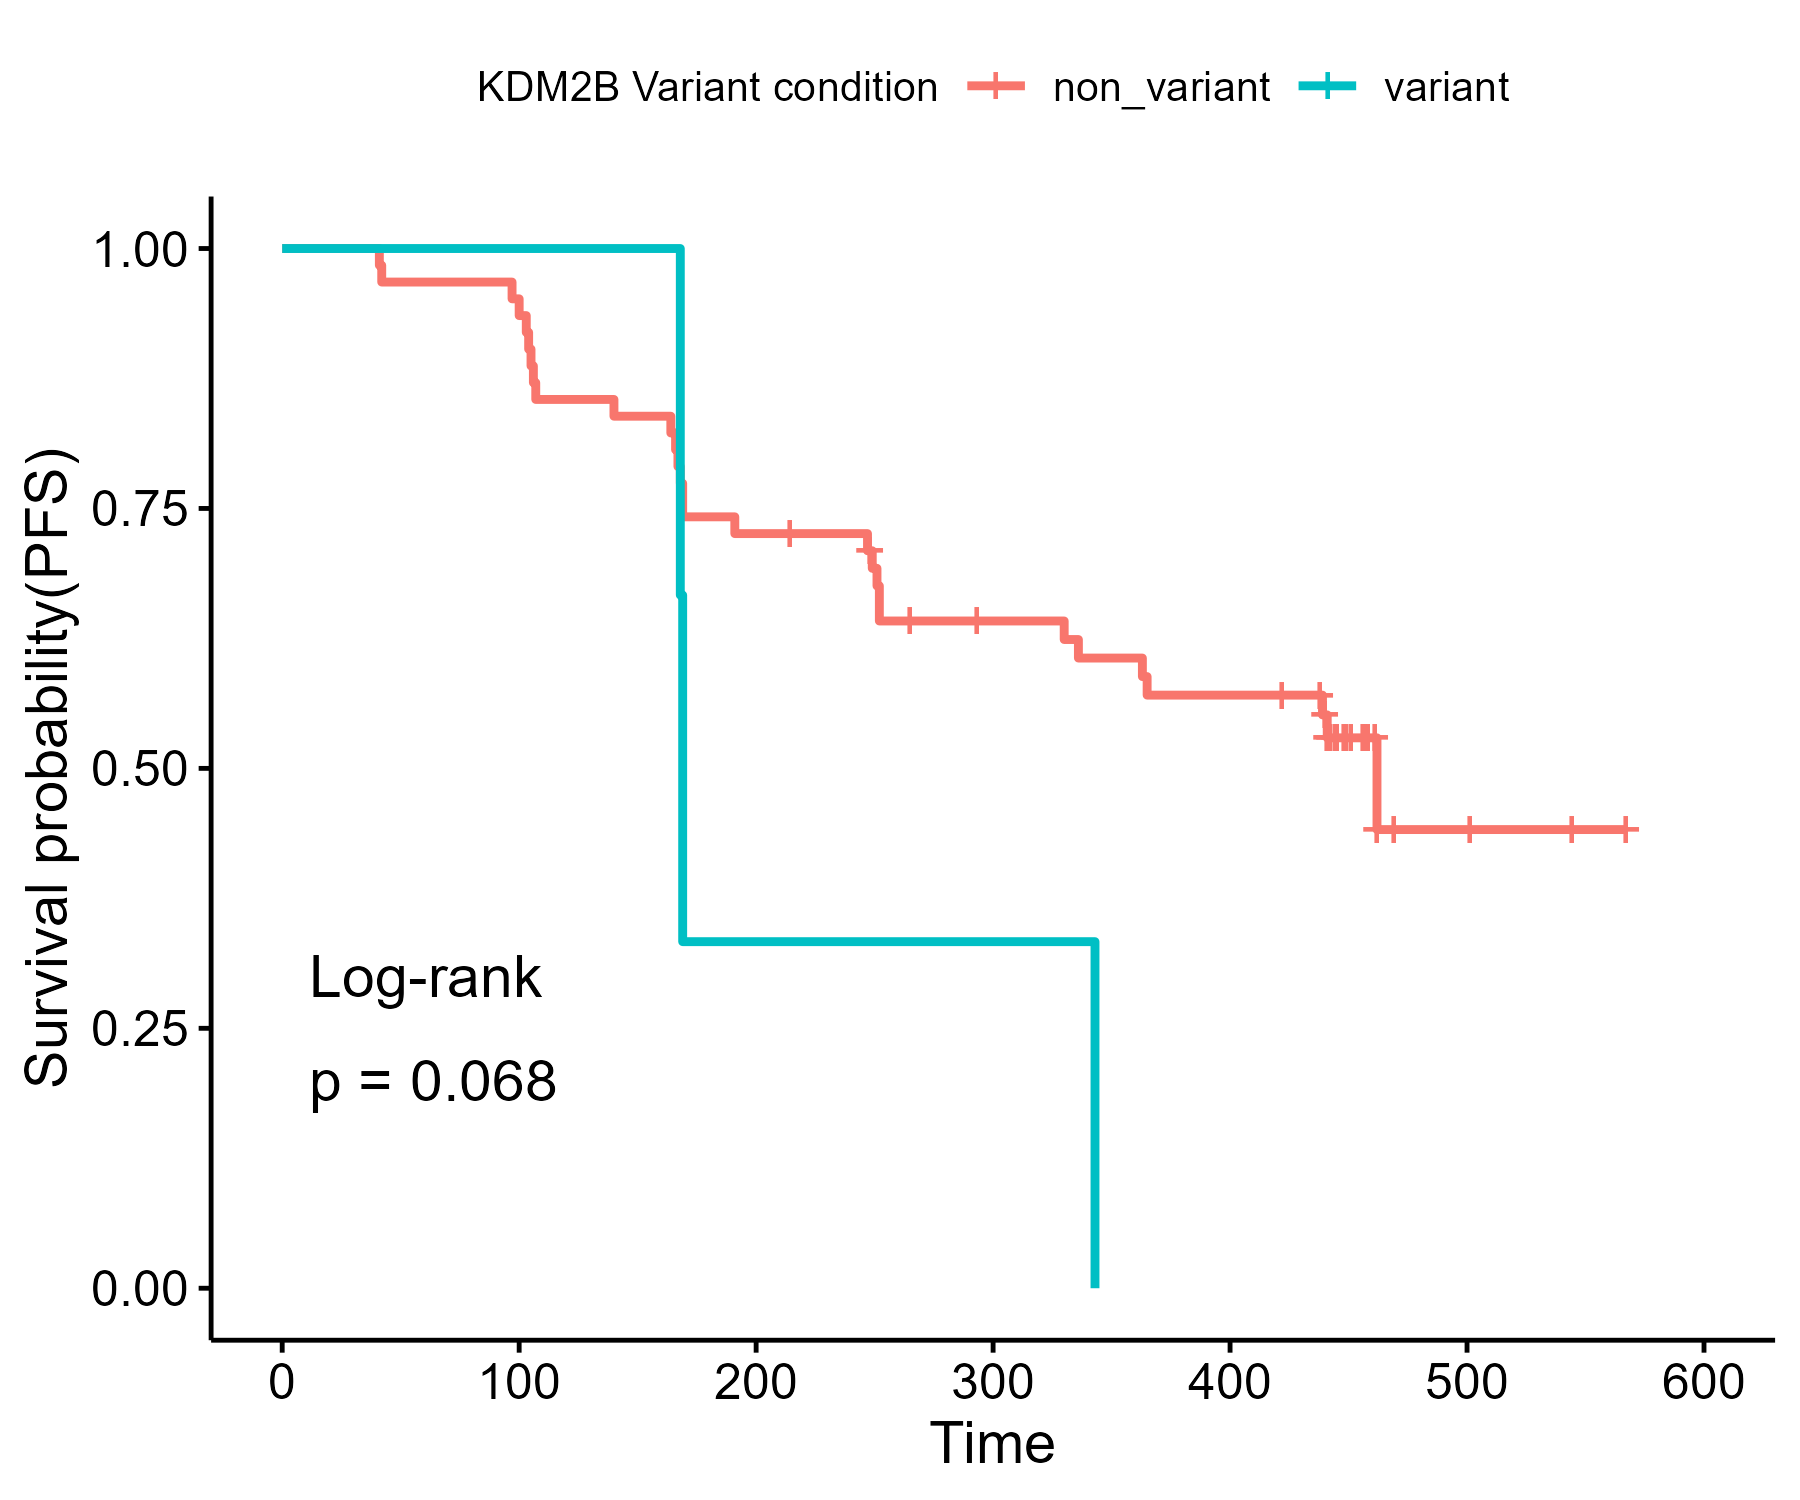 KDM2B Variant condition non_variant variant
Survival probability(PFS)
1.00
0.75
0.50
0.25
0.00
Log-rank
p = 0.068
0 100 200 300 400 500 600
Time